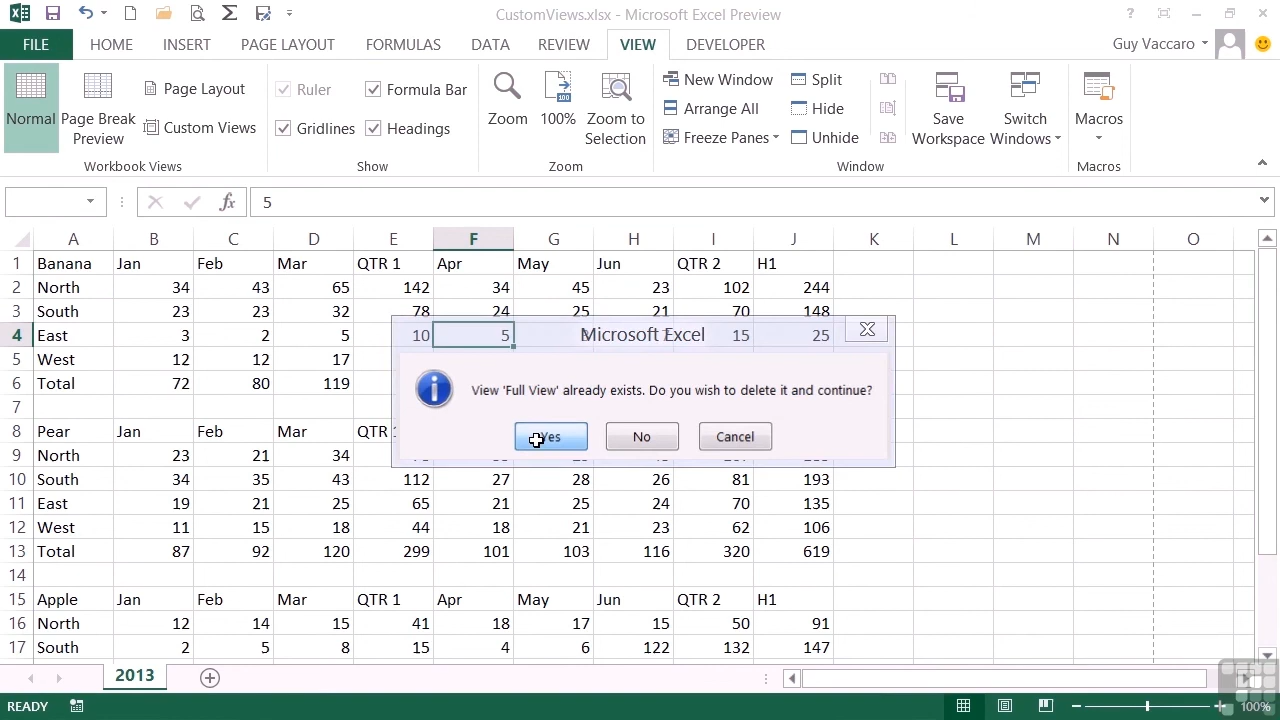 CustomViews.xlsx - Microsoft Excel Preview
?
FILE HOME INSERT PAGE LAYOUT FORMULAS DATA REVIEW VIEW DEVELOPER Guy Vaccaro
Normal
Page Break
Preview
Page Layout
Custom Views
Workbook Views
Ruler
Formula Bar
Gridlines
Headings
Show
Zoom
100
100%
Zoom to
Selection
Zoom
New Window
Arrange All
Freeze Panes
Split
Hide
Unhide
Save
Workspace
Switch
Windows
Window
Macros
Macros
fx 5
A B C D E F G H I J K L M N O
1 Banana Jan Feb Mar QTR 1 Apr May Jun QTR 2 H1
2 North 34 43 65 142 34 45 23 102 244
3 South 23 23 32 78 24 25 21 70 148
4 East 3 2 5 10 5 15 25
5 West 12 12 17
6 Total 72 80 119
7
8 Pear Jan Feb Mar QTR
9 North 23 21 34
10 South 34 35 43 112 27 28 26 81 193
11 East 19 21 25 65 21 25 24 70 135
12 West 11 15 18 44 18 21 23 62 106
13 Total 87 92 120 299 101 103 116 320 619
14
15 Apple Jan Feb Mar QTR 1 Apr May Jun QTR 2 H1
16 North 12 14 15 41 18 17 15 50 91
17 South 2 5 8 15 4 6 122 132 147
Microsoft Excel
View 'Full View' already exists. Do you wish to delete it and continue?
Yes No Cancel
2013
READY
100%